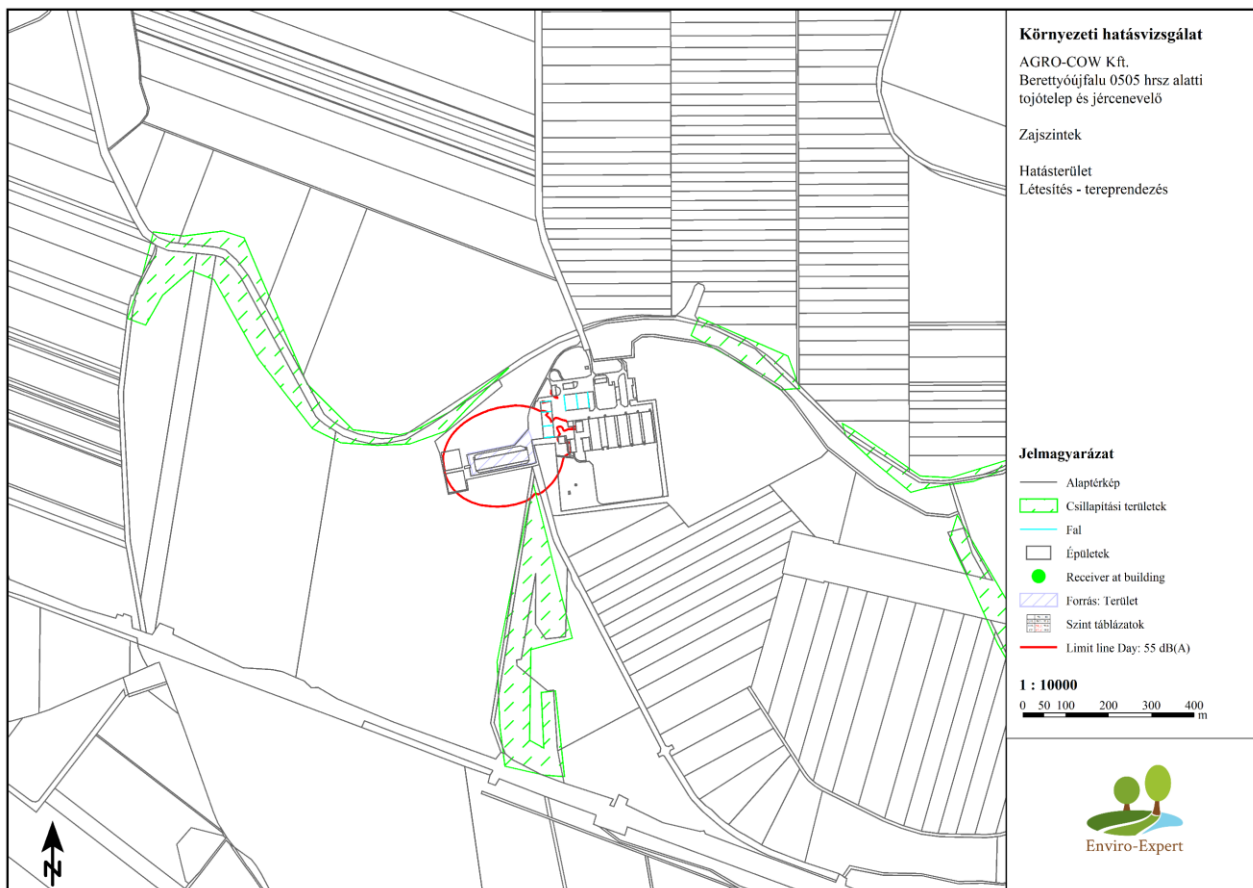 Környezeti hatásvizsgálat
AGRO-COW Kft.
Berettyóújfalu 0505 hrsz alatti
tojótelep és jércenevelő
Zajszintek
Hatásterület
Létesítés - tereprendezés
Jelmagyarázat
Alaptérkép
Csillapítási területek
Fal
Épületek
Receiver at building
Forrás: Terület
Szint táblázatok
Limit line Day: 55 dB(A)
1 : 10000
0 50 100 200 300 400
m
Enviro-Expert
N